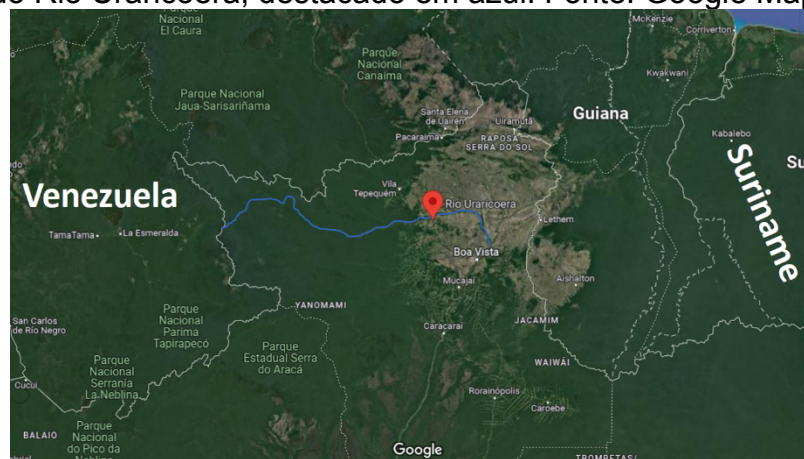 do Rio Uraricoera, destacado em azul. Fonte: Google Map
Parque
Nacional
El Caura
McKenzie
Corriverton
Parque
Nacional
Canaima
Kwakwani
Parque Nacional
Jaua-Sarisariñama
Santa Elena
de Uairén
Uiramutã
Guiana
Pacaraima
RAPOSA
SERRA DO SOL
Kabalebo
Suriname
Su
Venezuela
Vila
Tepequém
Rio Uraricoera
TamaTama
La Esmeralda
Lethem
Boa Vista
Mucajaí
Aishalton
YANOMAMI
San Carlos
de Río Negro
Parque
Nacional
Parima
Tapirapecó
Caracaraí
JACAMIM
Parque
Estadual Serra
do Aracá
WAIWÁI
Parque
Nacional
Serranía
La Neblina
Cucui
Rorainópolis
Caroebe
BALAIO
Parque
Nacional
do Pico da
Google
TROMBETAS/